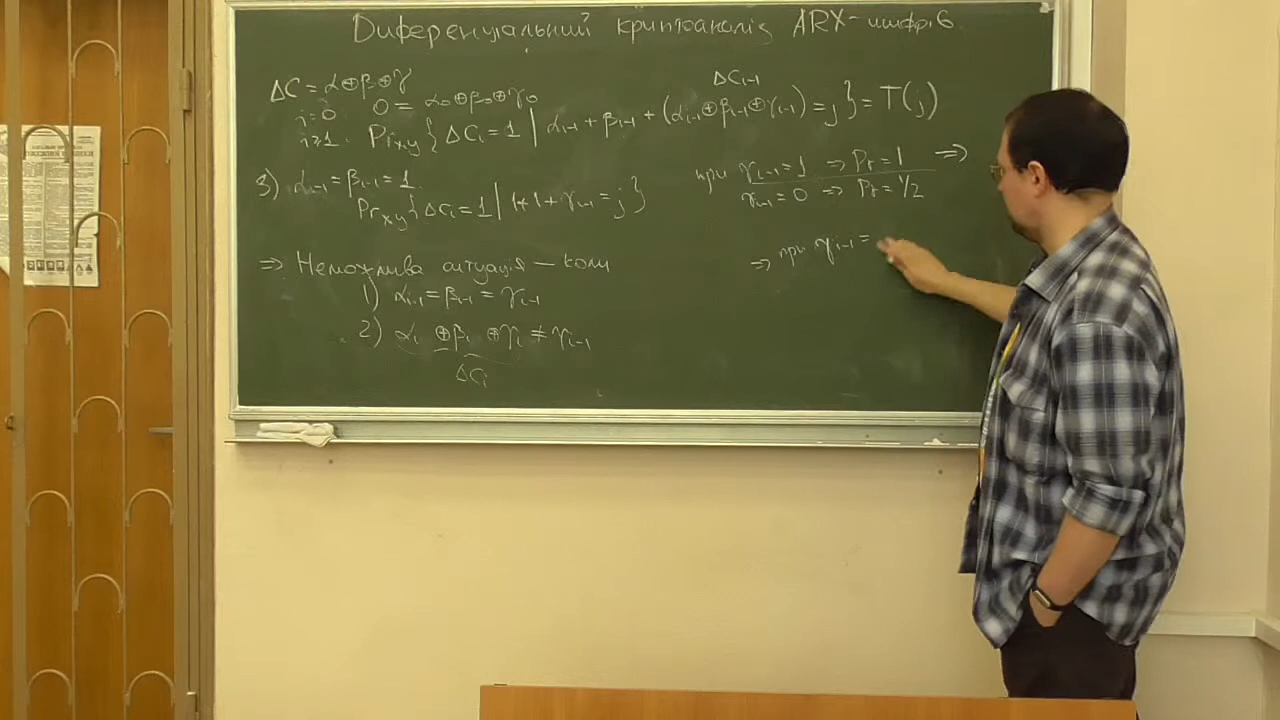 Диференціальний криптоаналіз ARX-шифрів
ΔC = α⊕β⊕γ
i=0 0 = α₀⊕β₀⊕γ₀
ΔCᵢ₋₁
i≥1. Pr_{x,y} { ΔCᵢ = 1 | αᵢ₋₁ + βᵢ₋₁ + (αᵢ₋₁⊕βᵢ₋₁⊕γᵢ₋₁) = j } = T(j)
3) αᵢ₋₁ = βᵢ₋₁ = 1.
Pr_{x,y} { ΔCᵢ = 1 | 1+1+γᵢ₋₁ = j }
при γᵢ₋₁ = 1 ⇒ Pr = 1 ⇒
γᵢ₋₁ = 0 ⇒ Pr = 1/2
⇒ при γᵢ₋₁ =
⇒ Неможлива ситуація – коли
1) αᵢ₋₁ = βᵢ₋₁ = γᵢ₋₁
2) αᵢ ⊕ βᵢ ⊕ γᵢ ≠ γᵢ₋₁
ΔCᵢ